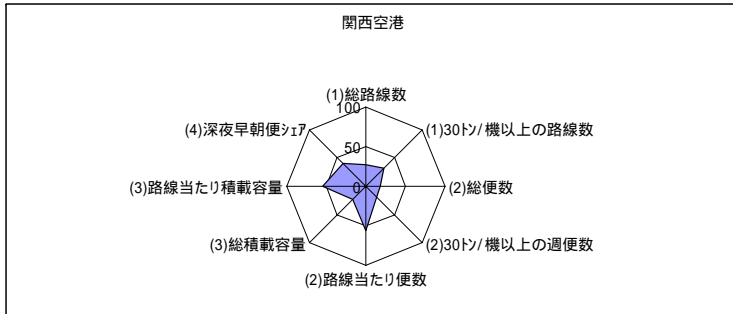 関西空港
(1)総路線数
100
(4)深夜早朝便ｼｪｱ
(1)30ﾄﾝ/機以上の路線数
50
(3)路線当たり積載容量
0
(2)総便数
(3)総積載容量
(2)30ﾄﾝ/機以上の週便数
(2)路線当たり便数